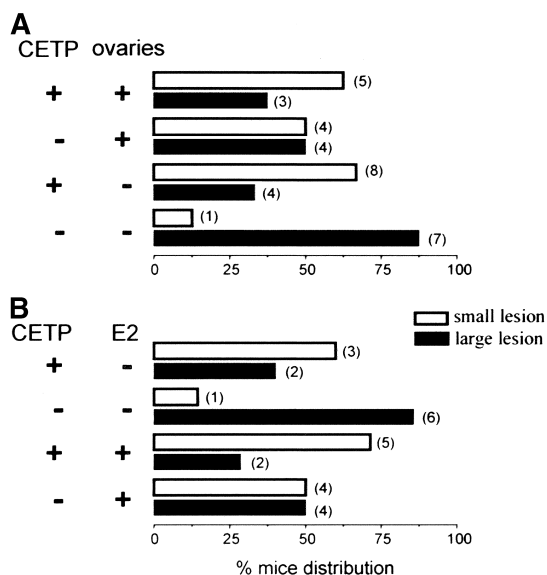 A
CETP ovaries
+ + (5)
(3)
- + (4)
(4)
+ - (8)
(4)
- - (1)
(7)
0 25 50 75 100
B
CETP E2
small lesion
large lesion
+ - (3)
(2)
- - (1)
(6)
+ + (5)
(2)
- + (4)
(4)
0 25 50 75 100
% mice distribution